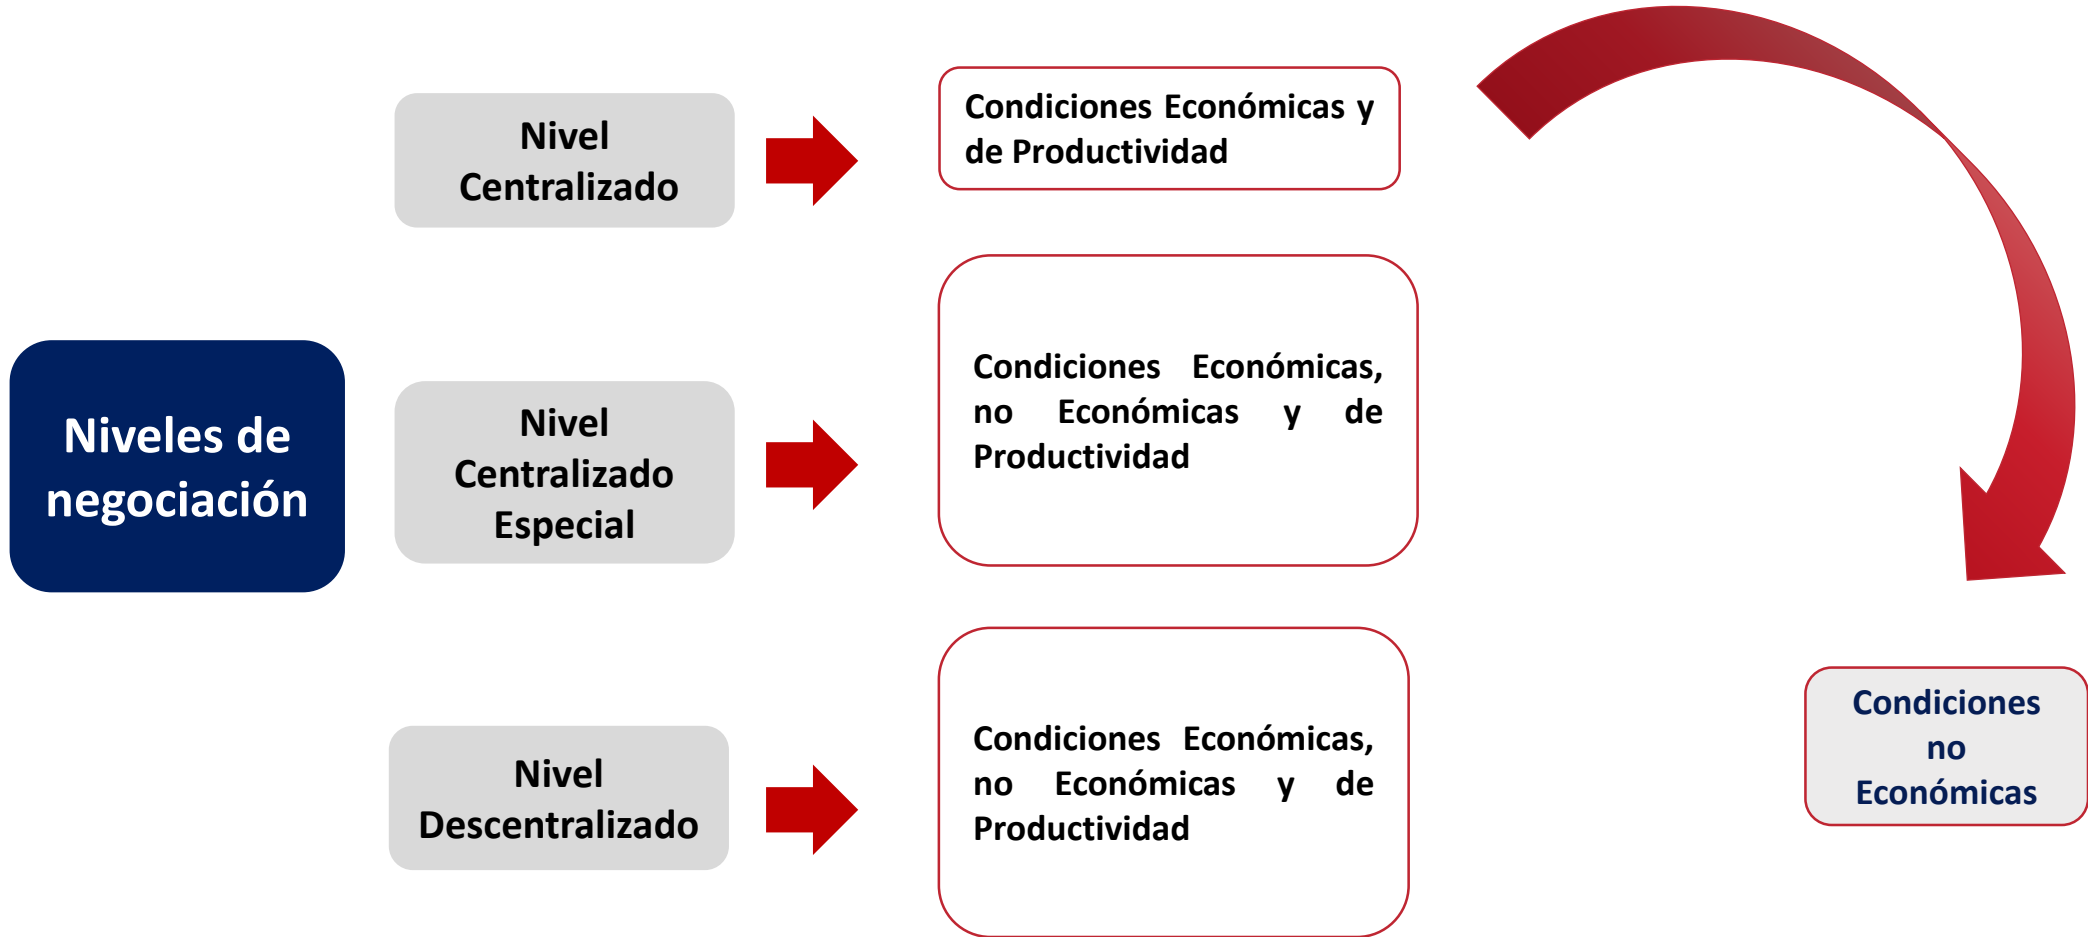 Niveles de
negociación
Nivel
Centralizado
Condiciones Económicas y
de Productividad
Nivel
Centralizado
Especial
Condiciones Económicas,
no Económicas y de
Productividad
Nivel
Descentralizado
Condiciones Económicas,
no Económicas y de
Productividad
Condiciones
no
Económicas